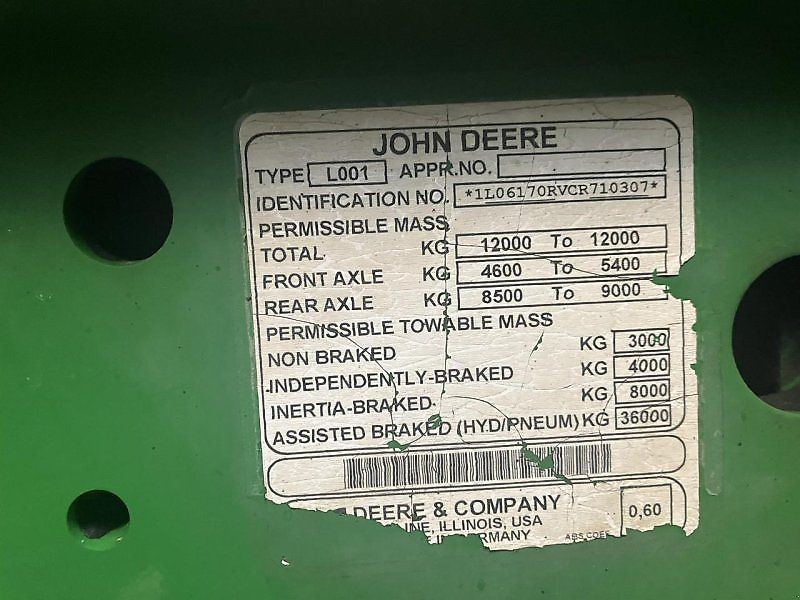 JOHN DEERE
TYPE L001 APPR.NO.
IDENTIFICATION NO. *1L06170RVCR710307*
PERMISSIBLE MASS
TOTAL KG 12000 To 12000
FRONT AXLE KG 4600 To 5400
REAR AXLE KG 8500 To 9000
PERMISSIBLE TOWABLE MASS
NON BRAKED KG 3000
INDEPENDENTLY-BRAKED KG 4000
INERTIA-BRAKED KG 8000
ASSISTED BRAKED (HYD/PNEUM) KG 36000
DEERE & COMPANY 0,60
ILLINOIS, USA